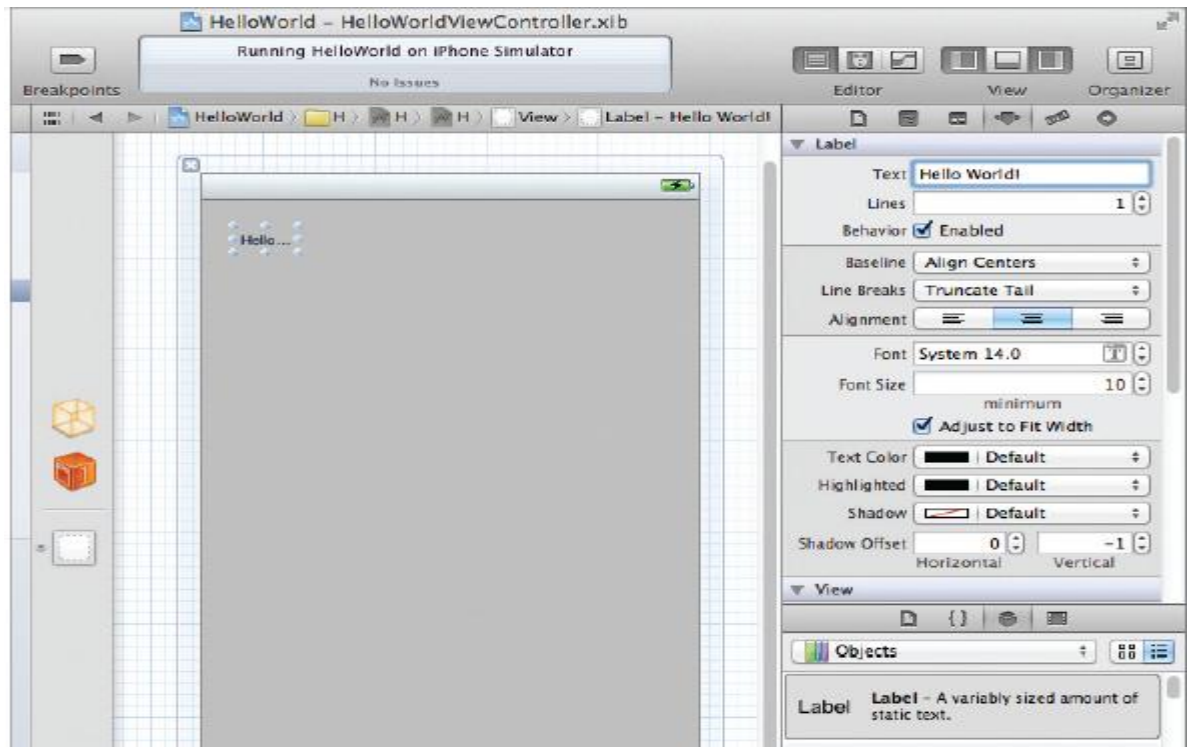 HelloWorld – HelloWorldViewController.xib
Running HelloWorld on iPhone Simulator
No Issues
Breakpoints
Editor
View
Organizer
HelloWorld
H
H
H
View
Label – Hello World!
Label
Text
Hello World!
Lines
1
Behavior
Enabled
Baseline
Align Centers
Line Breaks
Truncate Tail
Alignment
Font
System 14.0
T
Font Size
10
minimum
Adjust to Fit Width
Text Color
Default
Highlighted
Default
Shadow
Default
Shadow Offset
0
-1
Horizontal
Vertical
View
{}
Objects
Label
Label – A variably sized amount of
static text.
Hello...